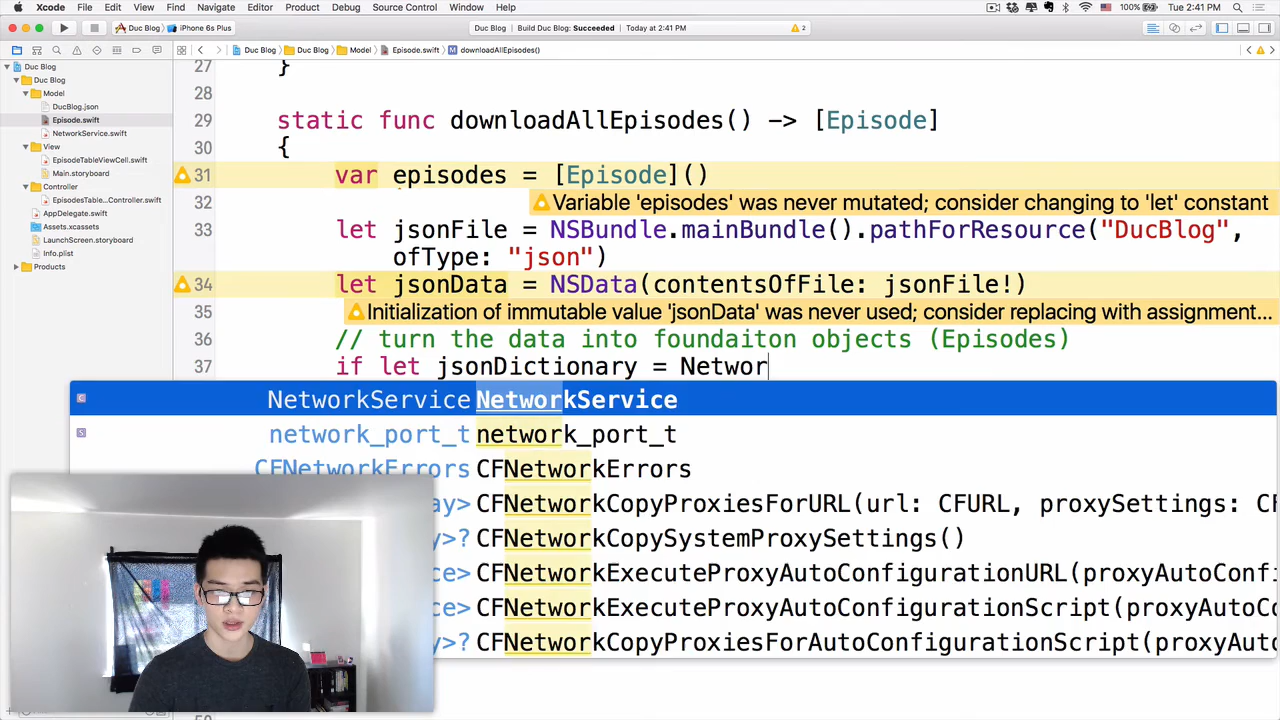 Xcode File Edit View Find Navigate Editor Product Debug Source Control Window Help 100% Tue 2:41 PM
Duc Blog iPhone 6s Plus Duc Blog Build Duc Blog: Succeeded Today at 2:41 PM 2
Duc Blog Duc Blog Model Episode.swift M downloadAllEpisodes()
Duc Blog
Duc Blog
Model
DucBlog.json
Episode.swift
NetworkService.swift
View
EpisodeTableViewCell.swift
Main.storyboard
Controller
EpisodesTable...Controller.swift
AppDelegate.swift
Assets.xcassets
LaunchScreen.storyboard
Info.plist
Products
27 }
28
29 static func downloadAllEpisodes() -> [Episode]
30 {
31 var episodes = [Episode]()
32 Variable 'episodes' was never mutated; consider changing to 'let' constant
33 let jsonFile = NSBundle.mainBundle().pathForResource("DucBlog",
ofType: "json")
34 let jsonData = NSData(contentsOfFile: jsonFile!)
35 Initialization of immutable value 'jsonData' was never used; consider replacing with assignment...
36 // turn the data into foundaiton objects (Episodes)
37 if let jsonDictionary = Networ
C NetworkService NetworkService
S network_port_t network_port_t
CFNetworkErrors CFNetworkErrors
ay> CFNetworkCopyProxiesForURL(url: CFURL, proxySettings: CF
y>? CFNetworkCopySystemProxySettings()
ce> CFNetworkExecuteProxyAutoConfigurationURL(proxyAutoConfi
ce> CFNetworkExecuteProxyAutoConfigurationScript(proxyAutoCo
y>? CFNetworkCopyProxiesForAutoConfigurationScript(proxyAuto